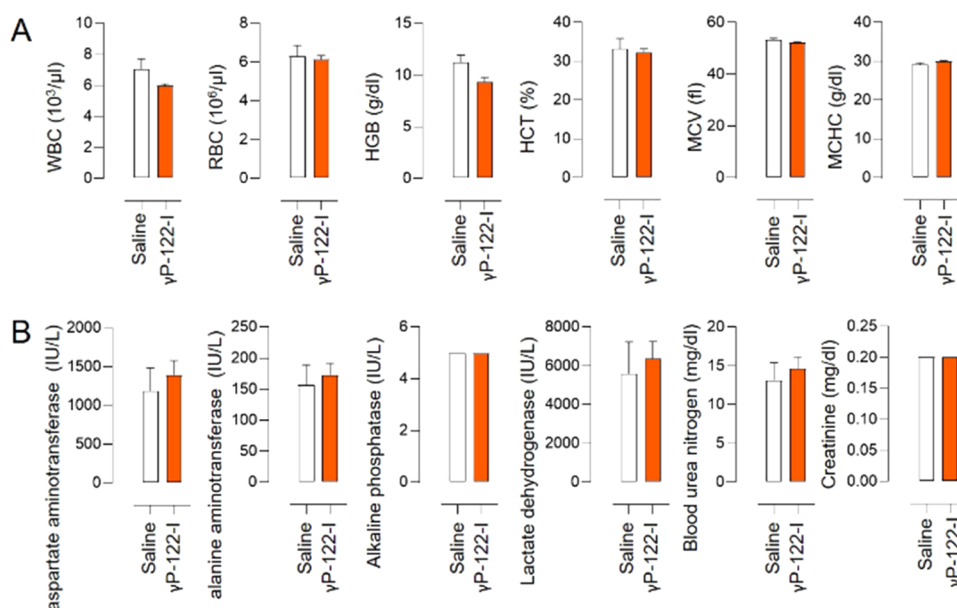 A
WBC (10³/µl)
10
8
6
4
2
0
Saline
γP-122-I
RBC (10⁶/µl)
8
6
4
2
0
Saline
γP-122-I
HGB (g/dl)
15
10
5
0
Saline
γP-122-I
HCT (%)
40
30
20
10
0
Saline
γP-122-I
MCV (fl)
60
40
20
0
Saline
γP-122-I
MCHC (g/dl)
40
30
20
10
0
Saline
γP-122-I
B
aspartate aminotransferase (IU/L)
2000
1500
1000
500
0
Saline
γP-122-I
alanine aminotransferase (IU/L)
250
200
150
100
50
0
Saline
γP-122-I
Alkaline phosphatase (IU/L)
6
4
2
0
Saline
γP-122-I
Lactate dehydrogenase (IU/L)
8000
6000
4000
2000
0
Saline
γP-122-I
Blood urea nitrogen (mg/dl)
20
15
10
5
0
Saline
γP-122-I
Creatinine (mg/dl)
0.25
0.20
0.15
0.10
0.05
0.00
Saline
γP-122-I